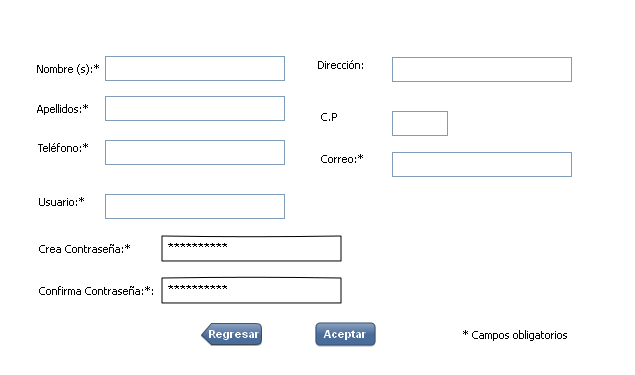 Nombre (s):*
Dirección:
Apellidos:*
C.P
Teléfono:*
Correo:*
Usuario:*
Crea Contraseña:* **********
Confirma Contraseña:*: **********
Regresar Aceptar * Campos obligatorios